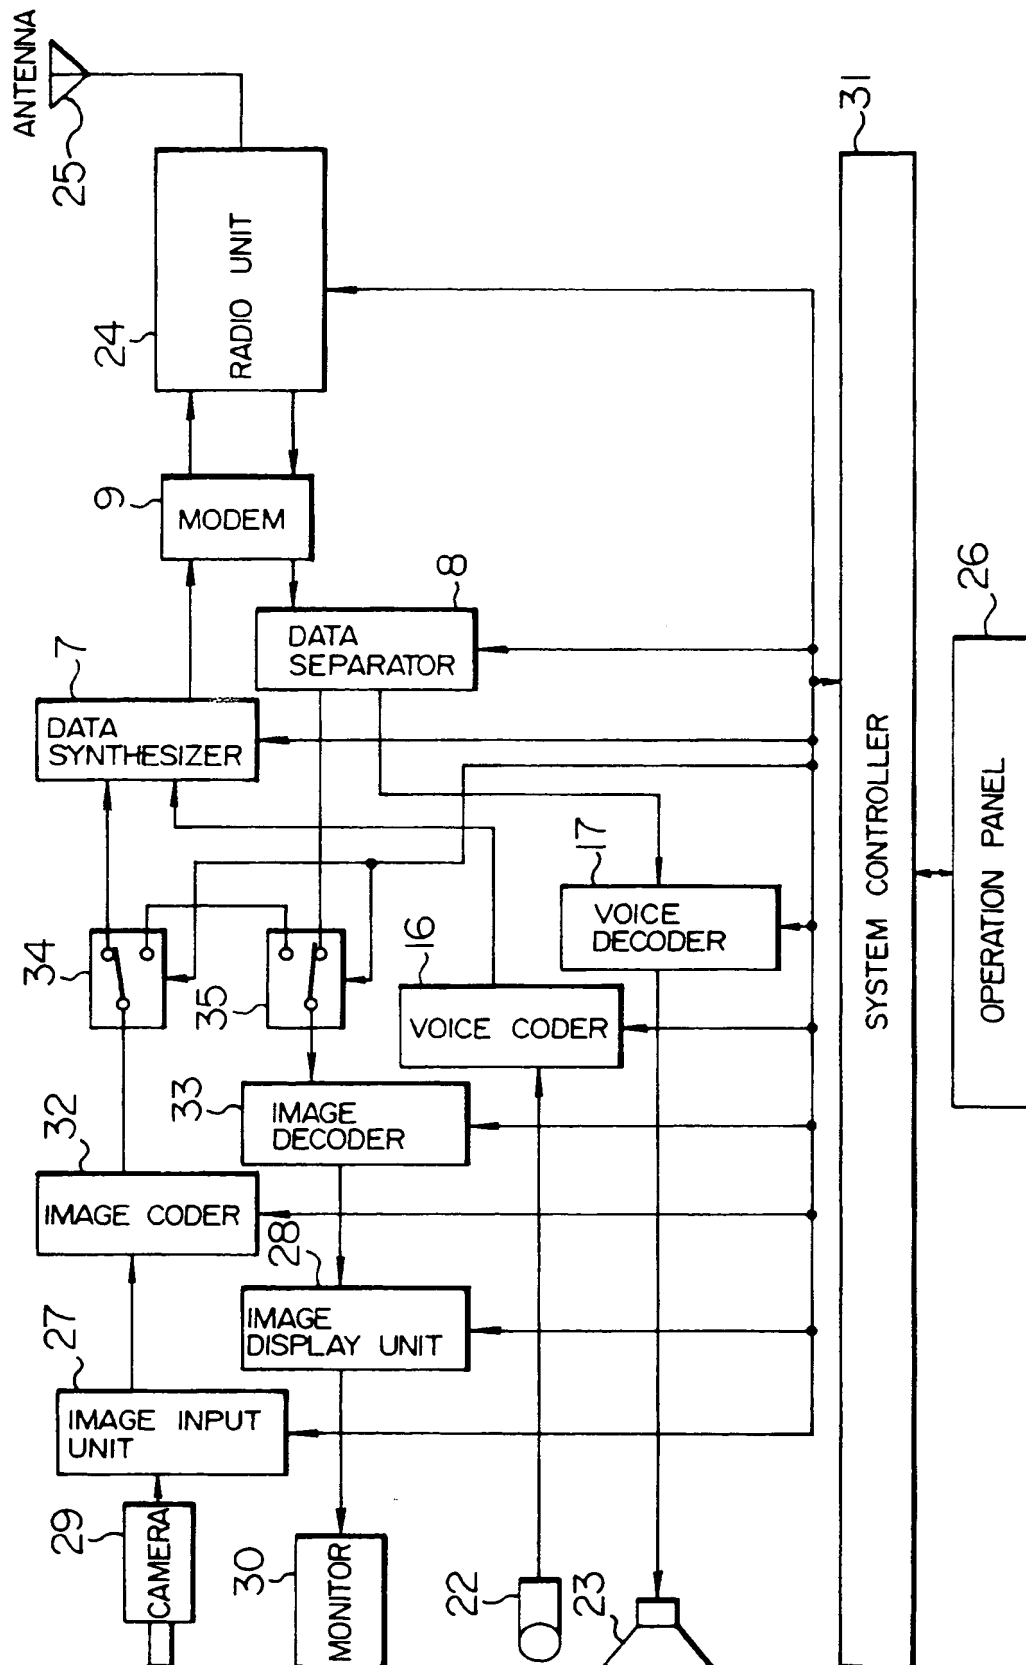 ANTENNA
25
24
RADIO UNIT
31
9
MODEM
8
DATA
SEPARATOR
7
DATA
SYNTHESIZER
26
34
35
16
VOICE CODER
17
VOICE
DECODER
SYSTEM CONTROLLER
OPERATION PANEL
32
IMAGE CODER
33
IMAGE
DECODER
28
IMAGE
DISPLAY UNIT
27
IMAGE INPUT
UNIT
29
CAMERA
30
MONITOR
22
23